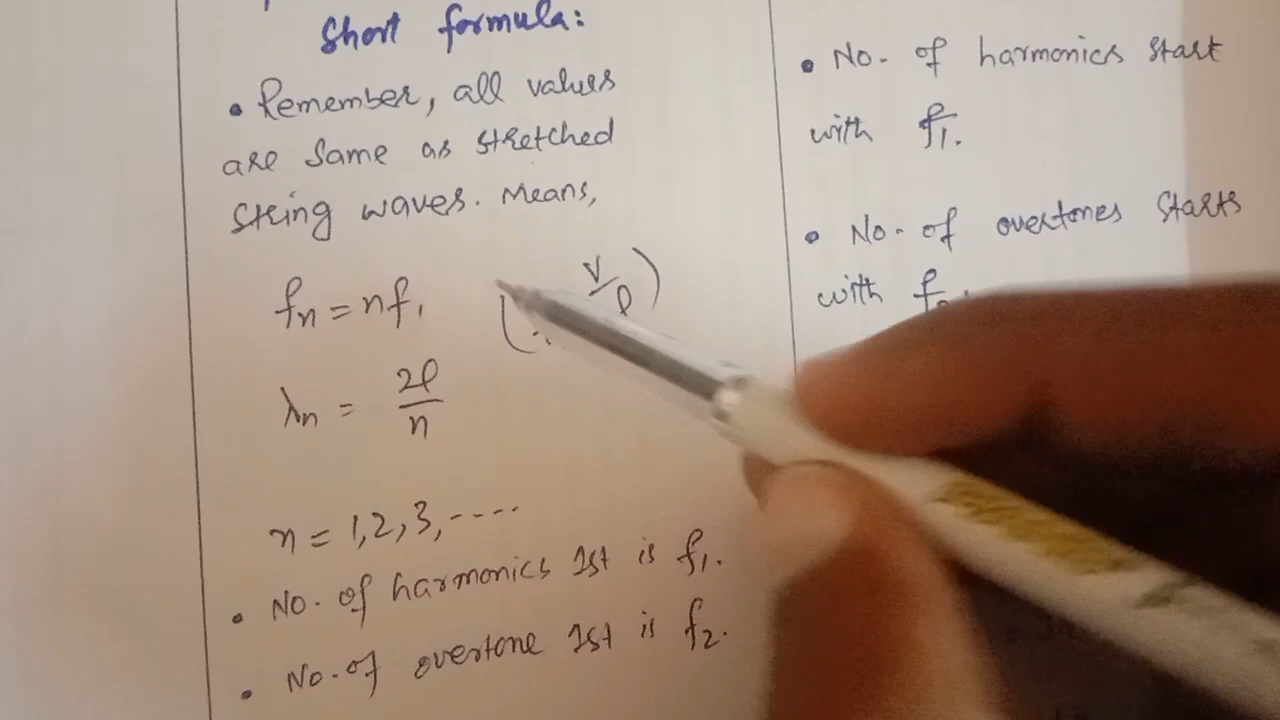 Short formula:
• Remember, all values
are same as stretched
string waves. Means,
fn = nf1 ( V/l )
λn = 2l/n
n = 1,2,3,----
• No. of harmonics 1st is f1.
• No. of overtone 1st is f2.
• No. of harmonics start
with f1.
• No. of overtones starts
with f